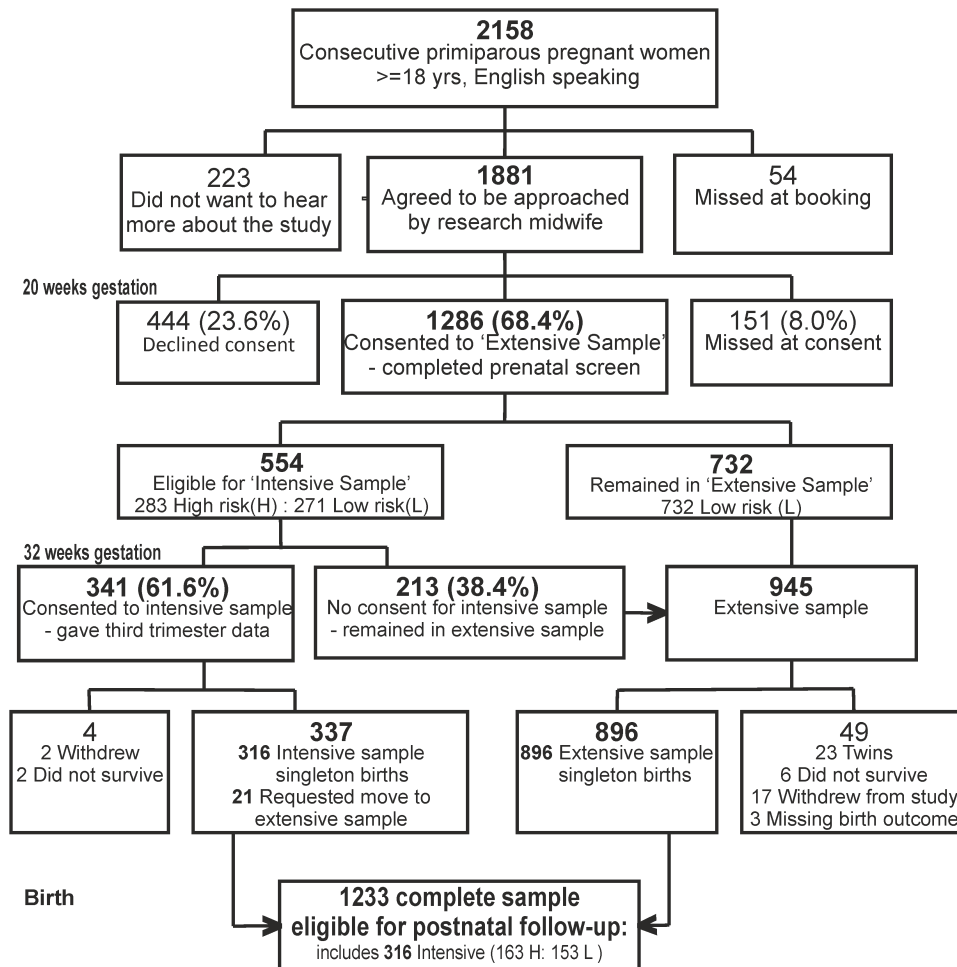 2158
Consecutive primiparous pregnant women
>=18 yrs, English speaking
223
Did not want to hear
more about the study
1881
Agreed to be approached
by research midwife
54
Missed at booking
20 weeks gestation
444 (23.6%)
Declined consent
1286 (68.4%)
Consented to ‘Extensive Sample’
- completed prenatal screen
151 (8.0%)
Missed at consent
554
Eligible for ‘Intensive Sample’
283 High risk(H) : 271 Low risk(L)
732
Remained in ‘Extensive Sample’
732 Low risk (L)
32 weeks gestation
341 (61.6%)
Consented to intensive sample
- gave third trimester data
213 (38.4%)
No consent for intensive sample
- remained in extensive sample
945
Extensive sample
4
2 Withdrew
2 Did not survive
337
316 Intensive sample
singleton births
21 Requested move to
extensive sample
896
896 Extensive sample
singleton births
49
23 Twins
6 Did not survive
17 Withdrew from study
3 Missing birth outcome
Birth
1233 complete sample
eligible for postnatal follow-up:
includes 316 Intensive (163 H: 153 L )